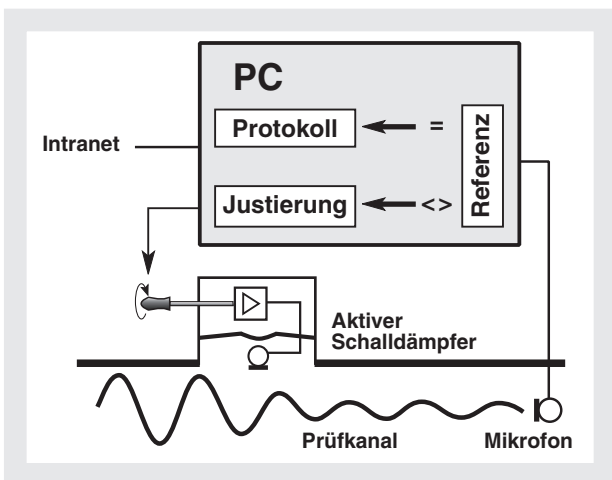 PC
Protokoll
=
Referenz
Intranet
Justierung
<>
Aktiver
Schalldämpfer
Prüfkanal
Mikrofon